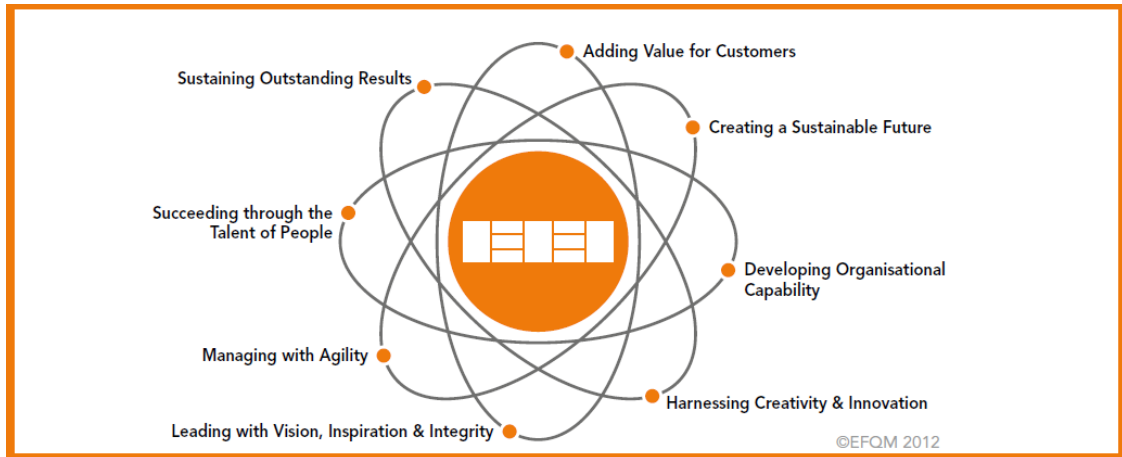 Adding Value for Customers
Sustaining Outstanding Results
Creating a Sustainable Future
Succeeding through the
Talent of People
Developing Organisational
Capability
Managing with Agility
Harnessing Creativity & Innovation
Leading with Vision, Inspiration & Integrity
©EFQM 2012